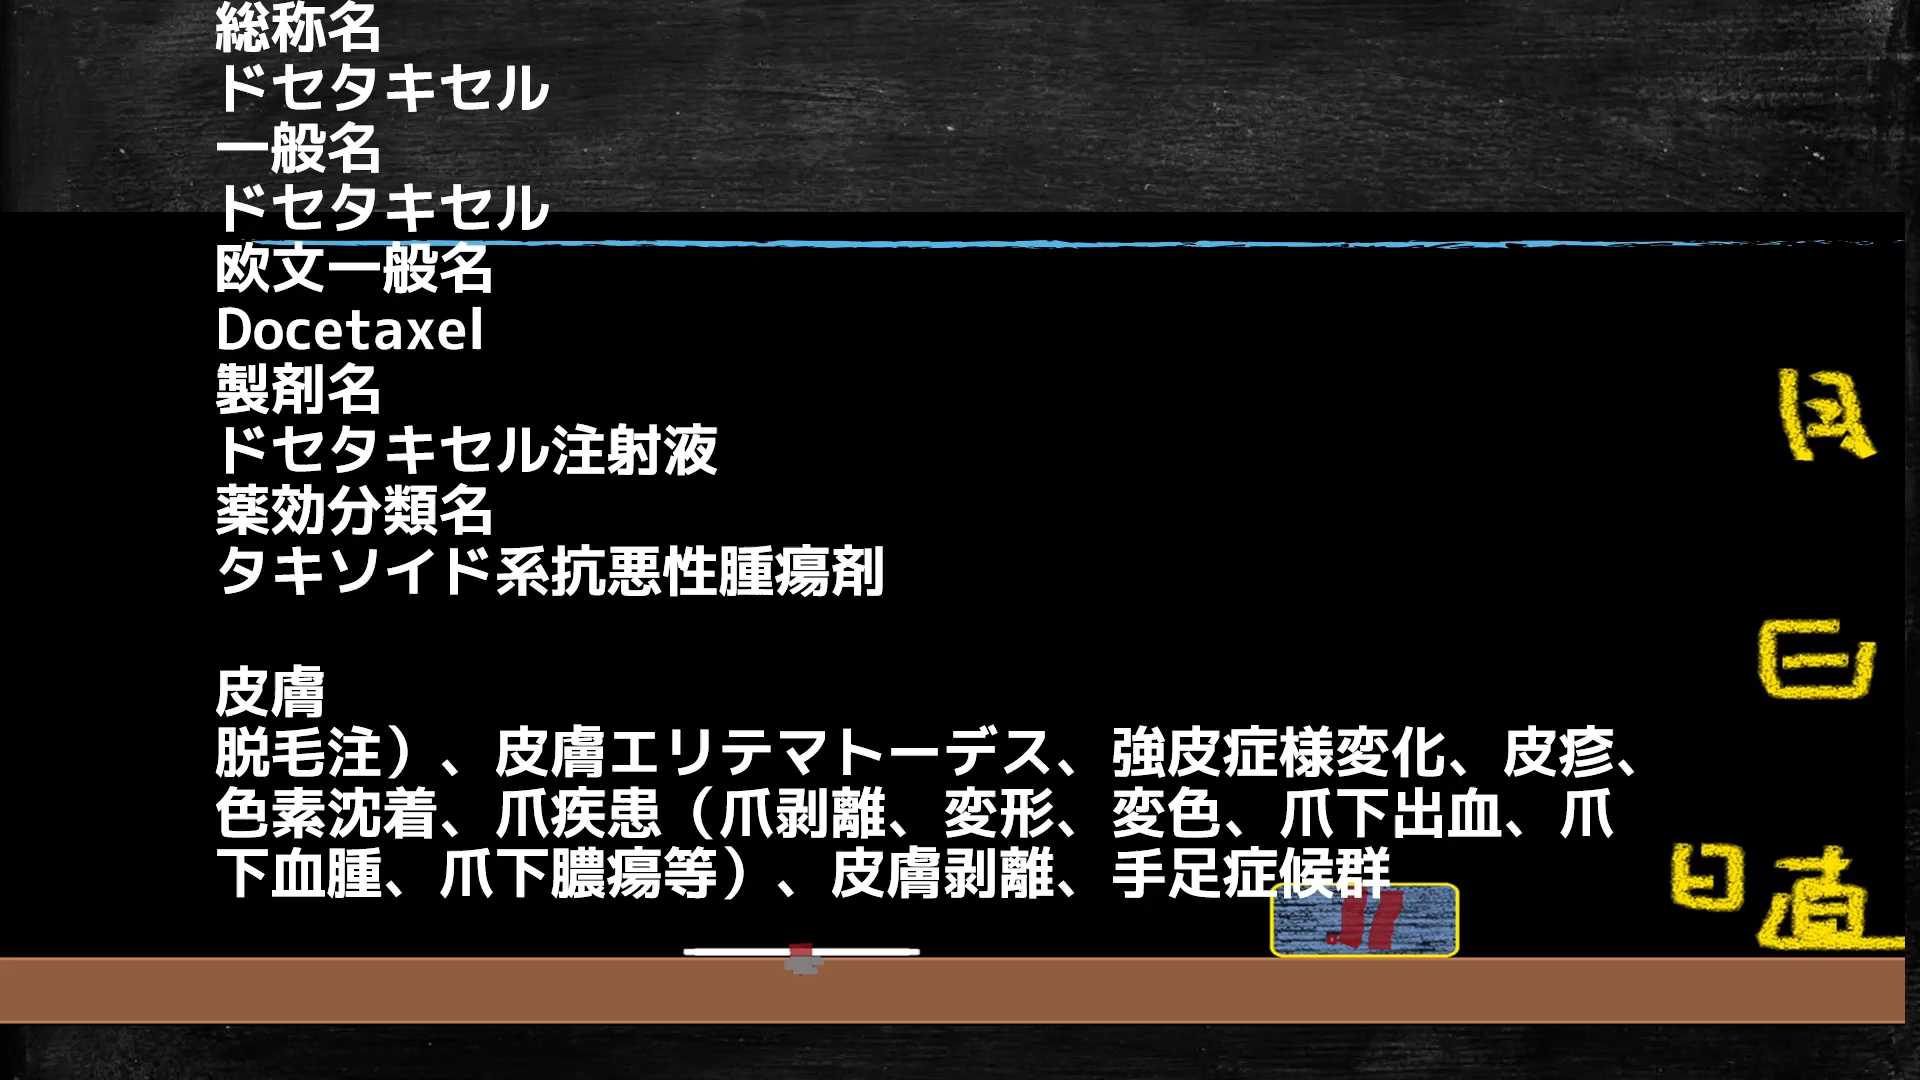 総称名
ドセタキセル
一般名
ドセタキセル
欧文一般名
Docetaxel
製剤名
ドセタキセル注射液
薬効分類名
タキソイド系抗悪性腫瘍剤
皮膚
脱毛注）、皮膚エリテマトーデス、強皮症様変化、皮疹、
色素沈着、爪疾患（爪剥離、変形、変色、爪下出血、爪
下血腫、爪下膿瘍等）、皮膚剥離、手足症候群